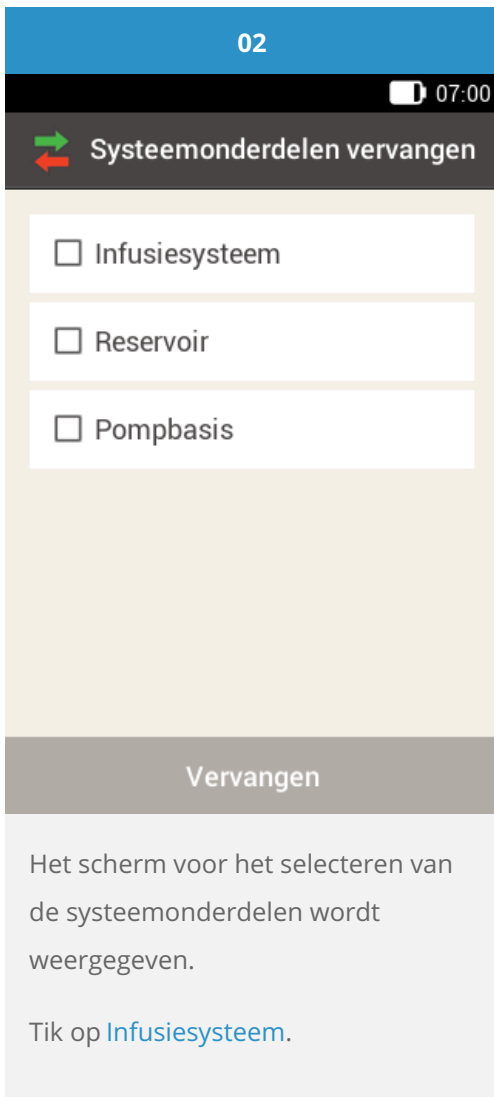 02
07:00
Systeemonderdelen vervangen
Infusiesysteem
Reservoir
Pompbasis
Vervangen
Het scherm voor het selecteren van
de systeemonderdelen wordt
weergegeven.
Tik op Infusiesysteem.